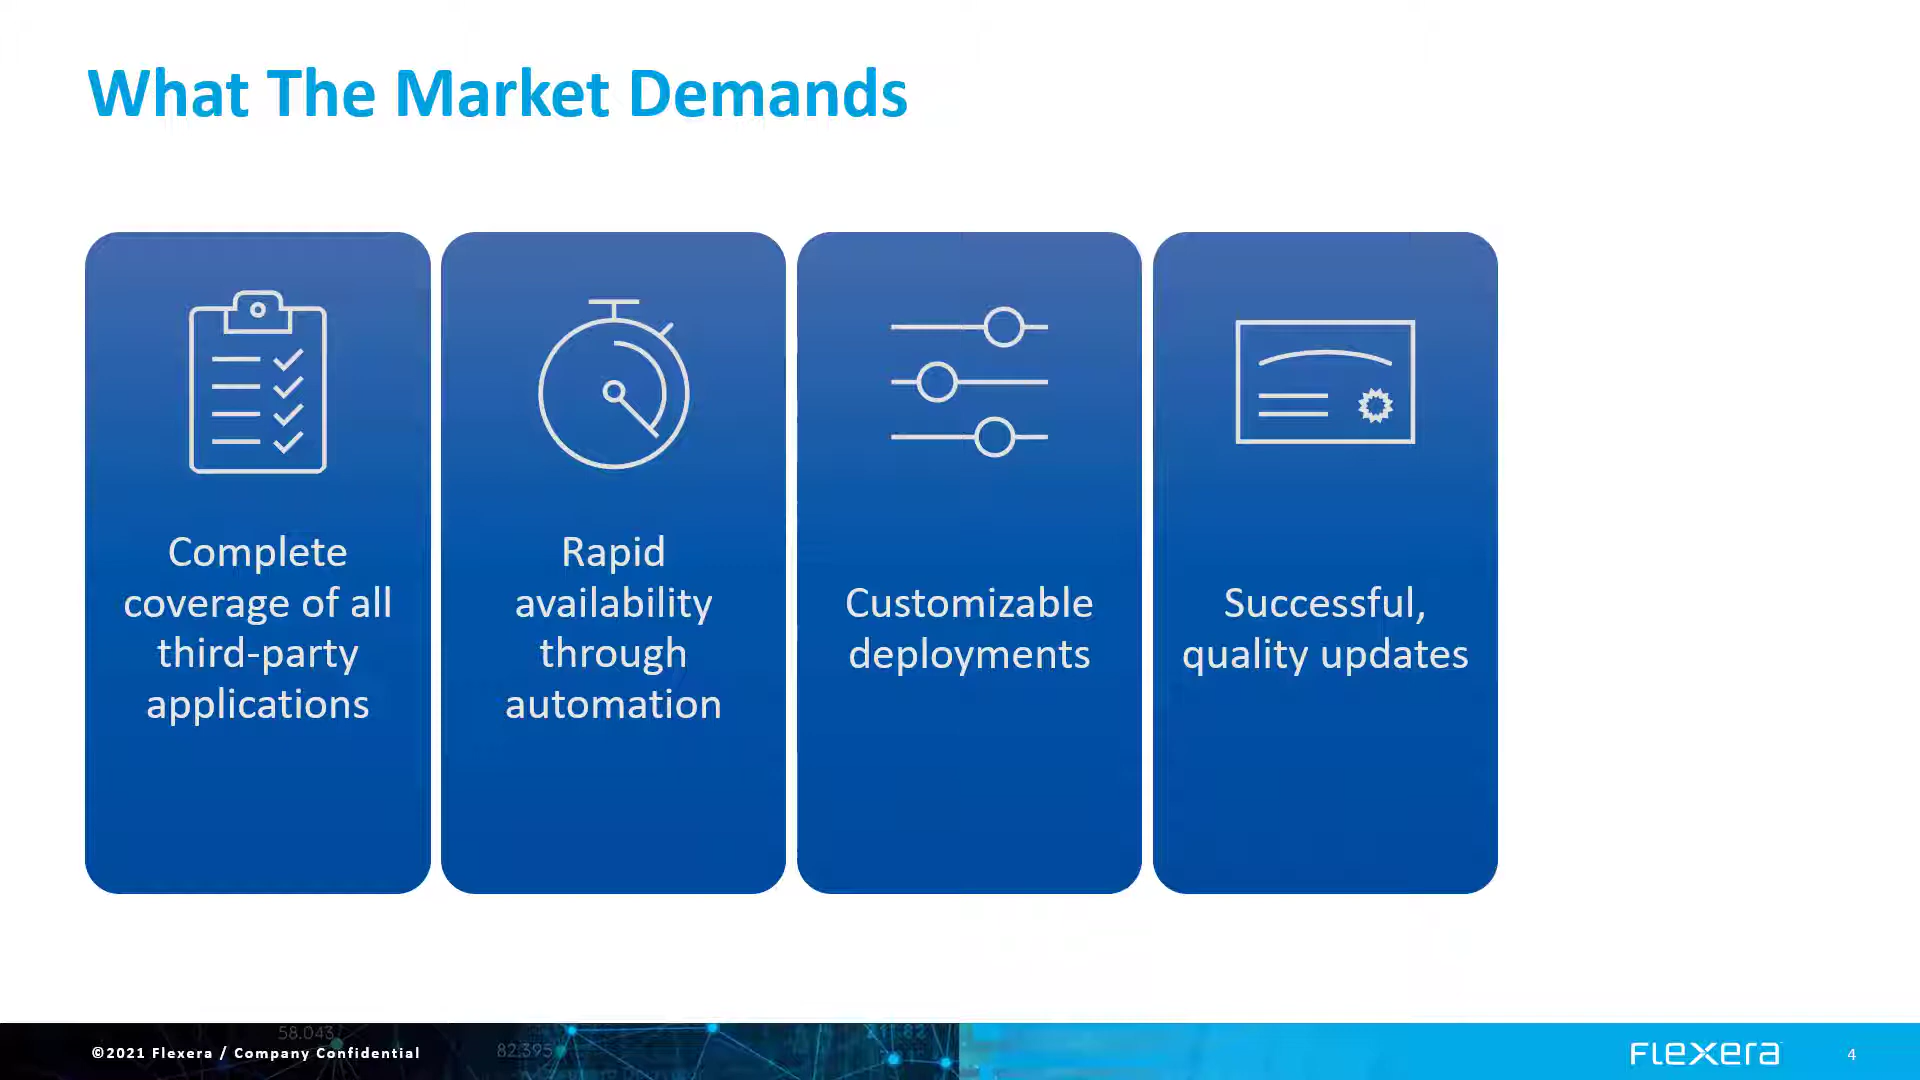 What The Market Demands
Complete
coverage of all
third-party
applications
Rapid
availability
through
automation
Customizable
deployments
Successful,
quality updates
58.043
82.395
©2021 Flexera / Company Confidential
FLEXERA
4